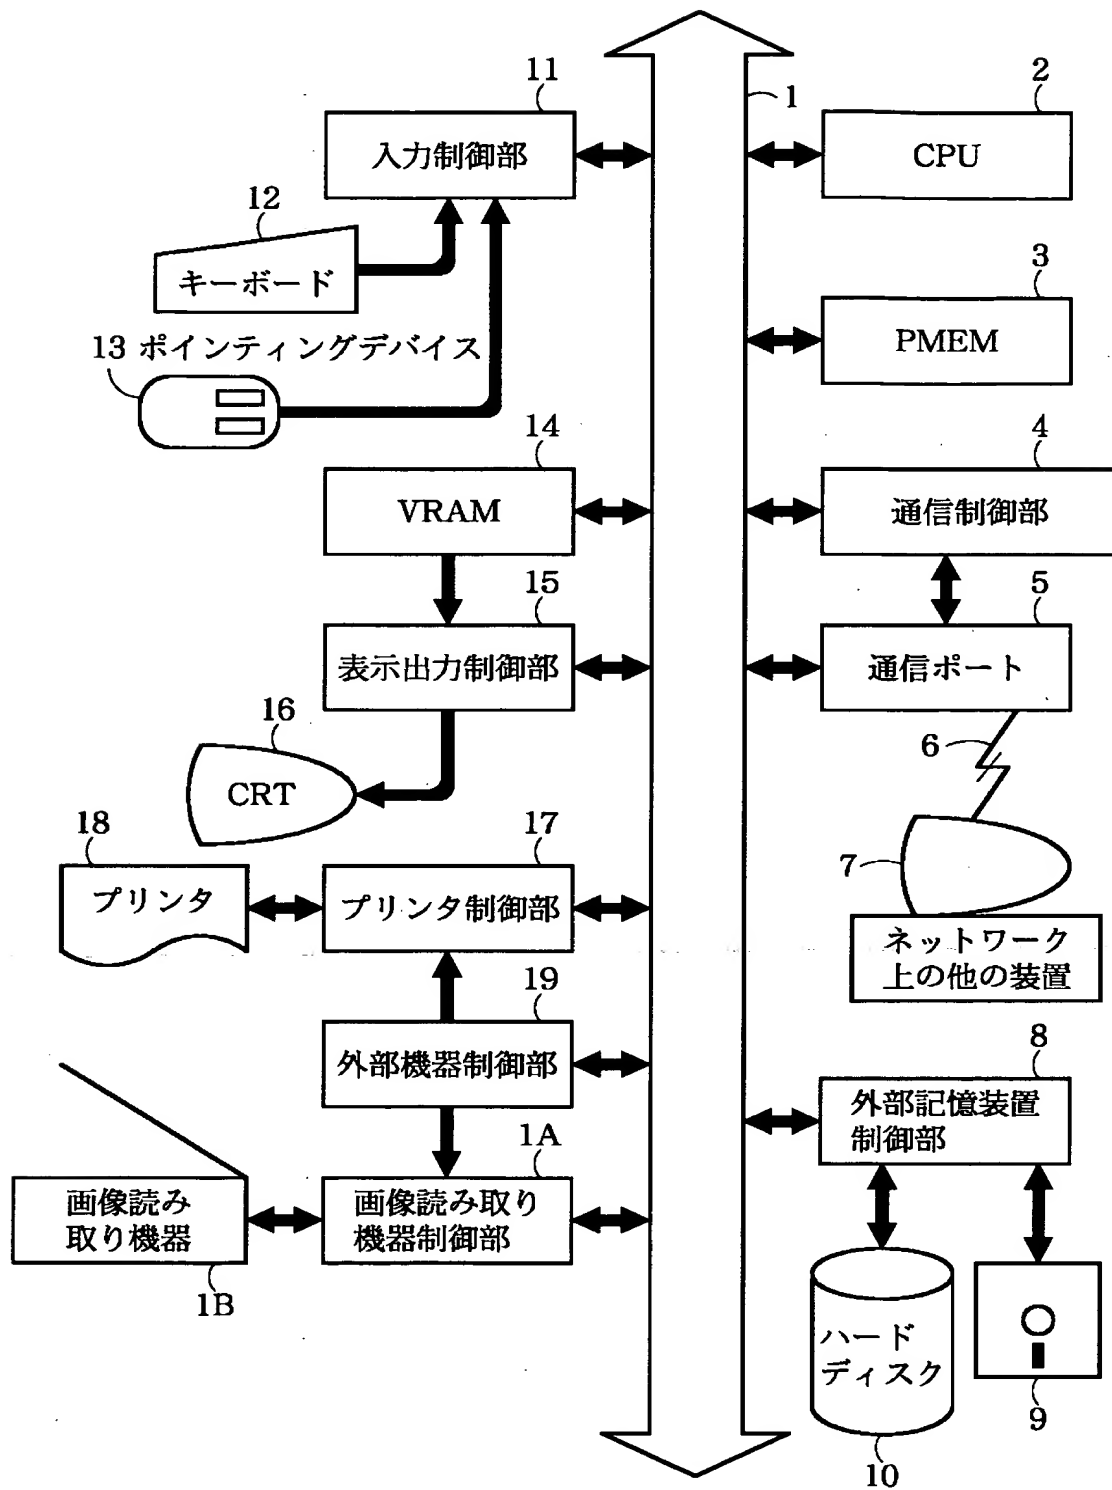 11
入力制御部
12
キーボード
13 ポインティングデバイス
14
VRAM
15
表示出力制御部
16
CRT
18
プリンタ
17
プリンタ制御部
19
外部機器制御部
1A
画像読み取り
機器制御部
画像読み
取り機器
1B
1
2
CPU
3
PMEM
4
通信制御部
5
通信ポート
6
7
ネットワーク
上の他の装置
8
外部記憶装置
制御部
ハード
ディスク
10
9